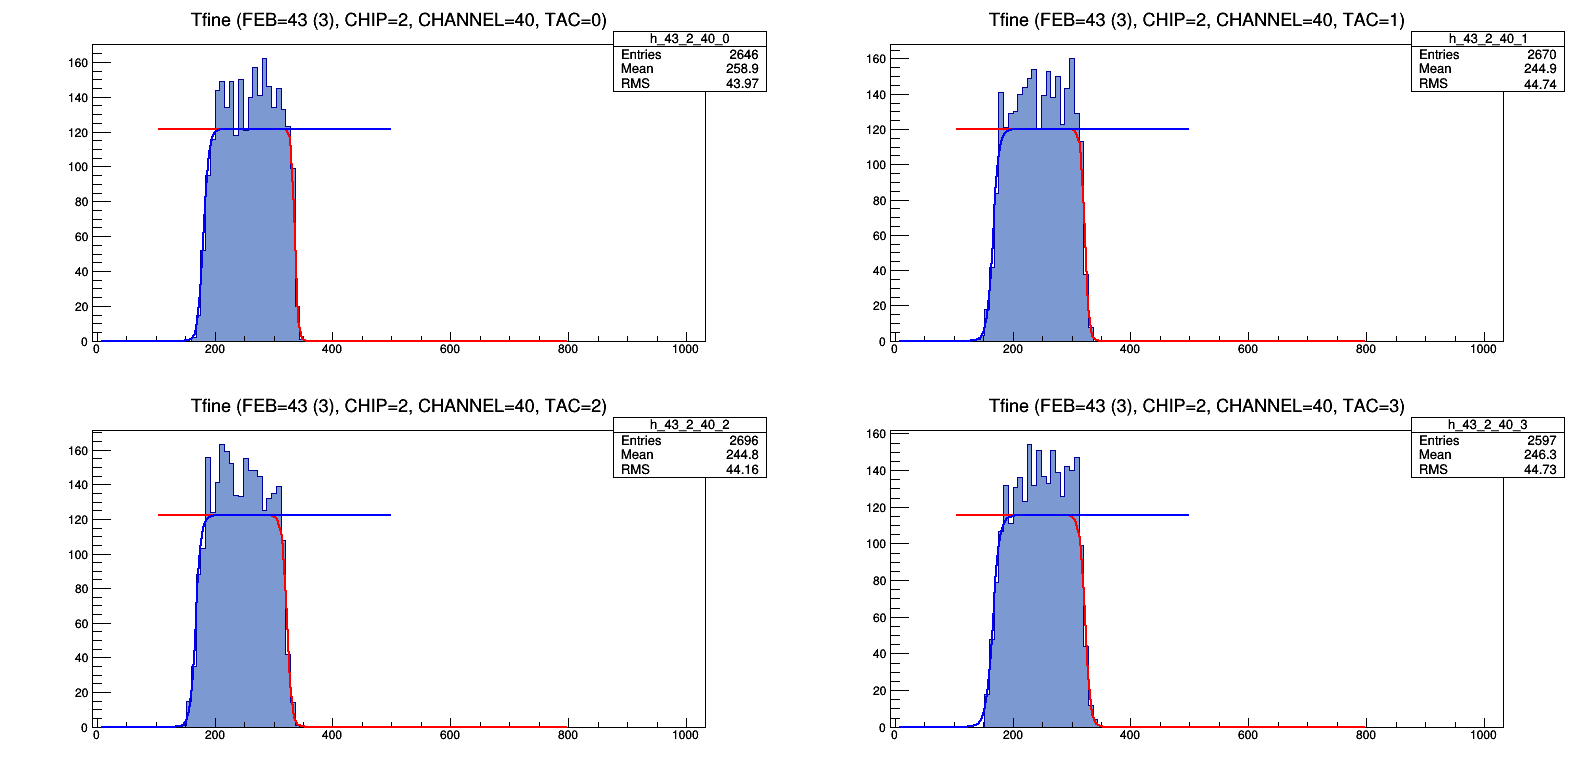 Tfine (FEB=43 (3), CHIP=2, CHANNEL=40, TAC=0)
h_43_2_40_0
Entries 2646
Mean 258.9
RMS 43.97
160
140
120
100
80
60
40
20
0
0 200 400 600 800 1000
Tfine (FEB=43 (3), CHIP=2, CHANNEL=40, TAC=1)
h_43_2_40_1
Entries 2670
Mean 244.9
RMS 44.74
160
140
120
100
80
60
40
20
0
0 200 400 600 800 1000
Tfine (FEB=43 (3), CHIP=2, CHANNEL=40, TAC=2)
h_43_2_40_2
Entries 2696
Mean 244.8
RMS 44.16
160
140
120
100
80
60
40
20
0
0 200 400 600 800 1000
Tfine (FEB=43 (3), CHIP=2, CHANNEL=40, TAC=3)
h_43_2_40_3
Entries 2597
Mean 246.3
RMS 44.73
160
140
120
100
80
60
40
20
0
0 200 400 600 800 1000